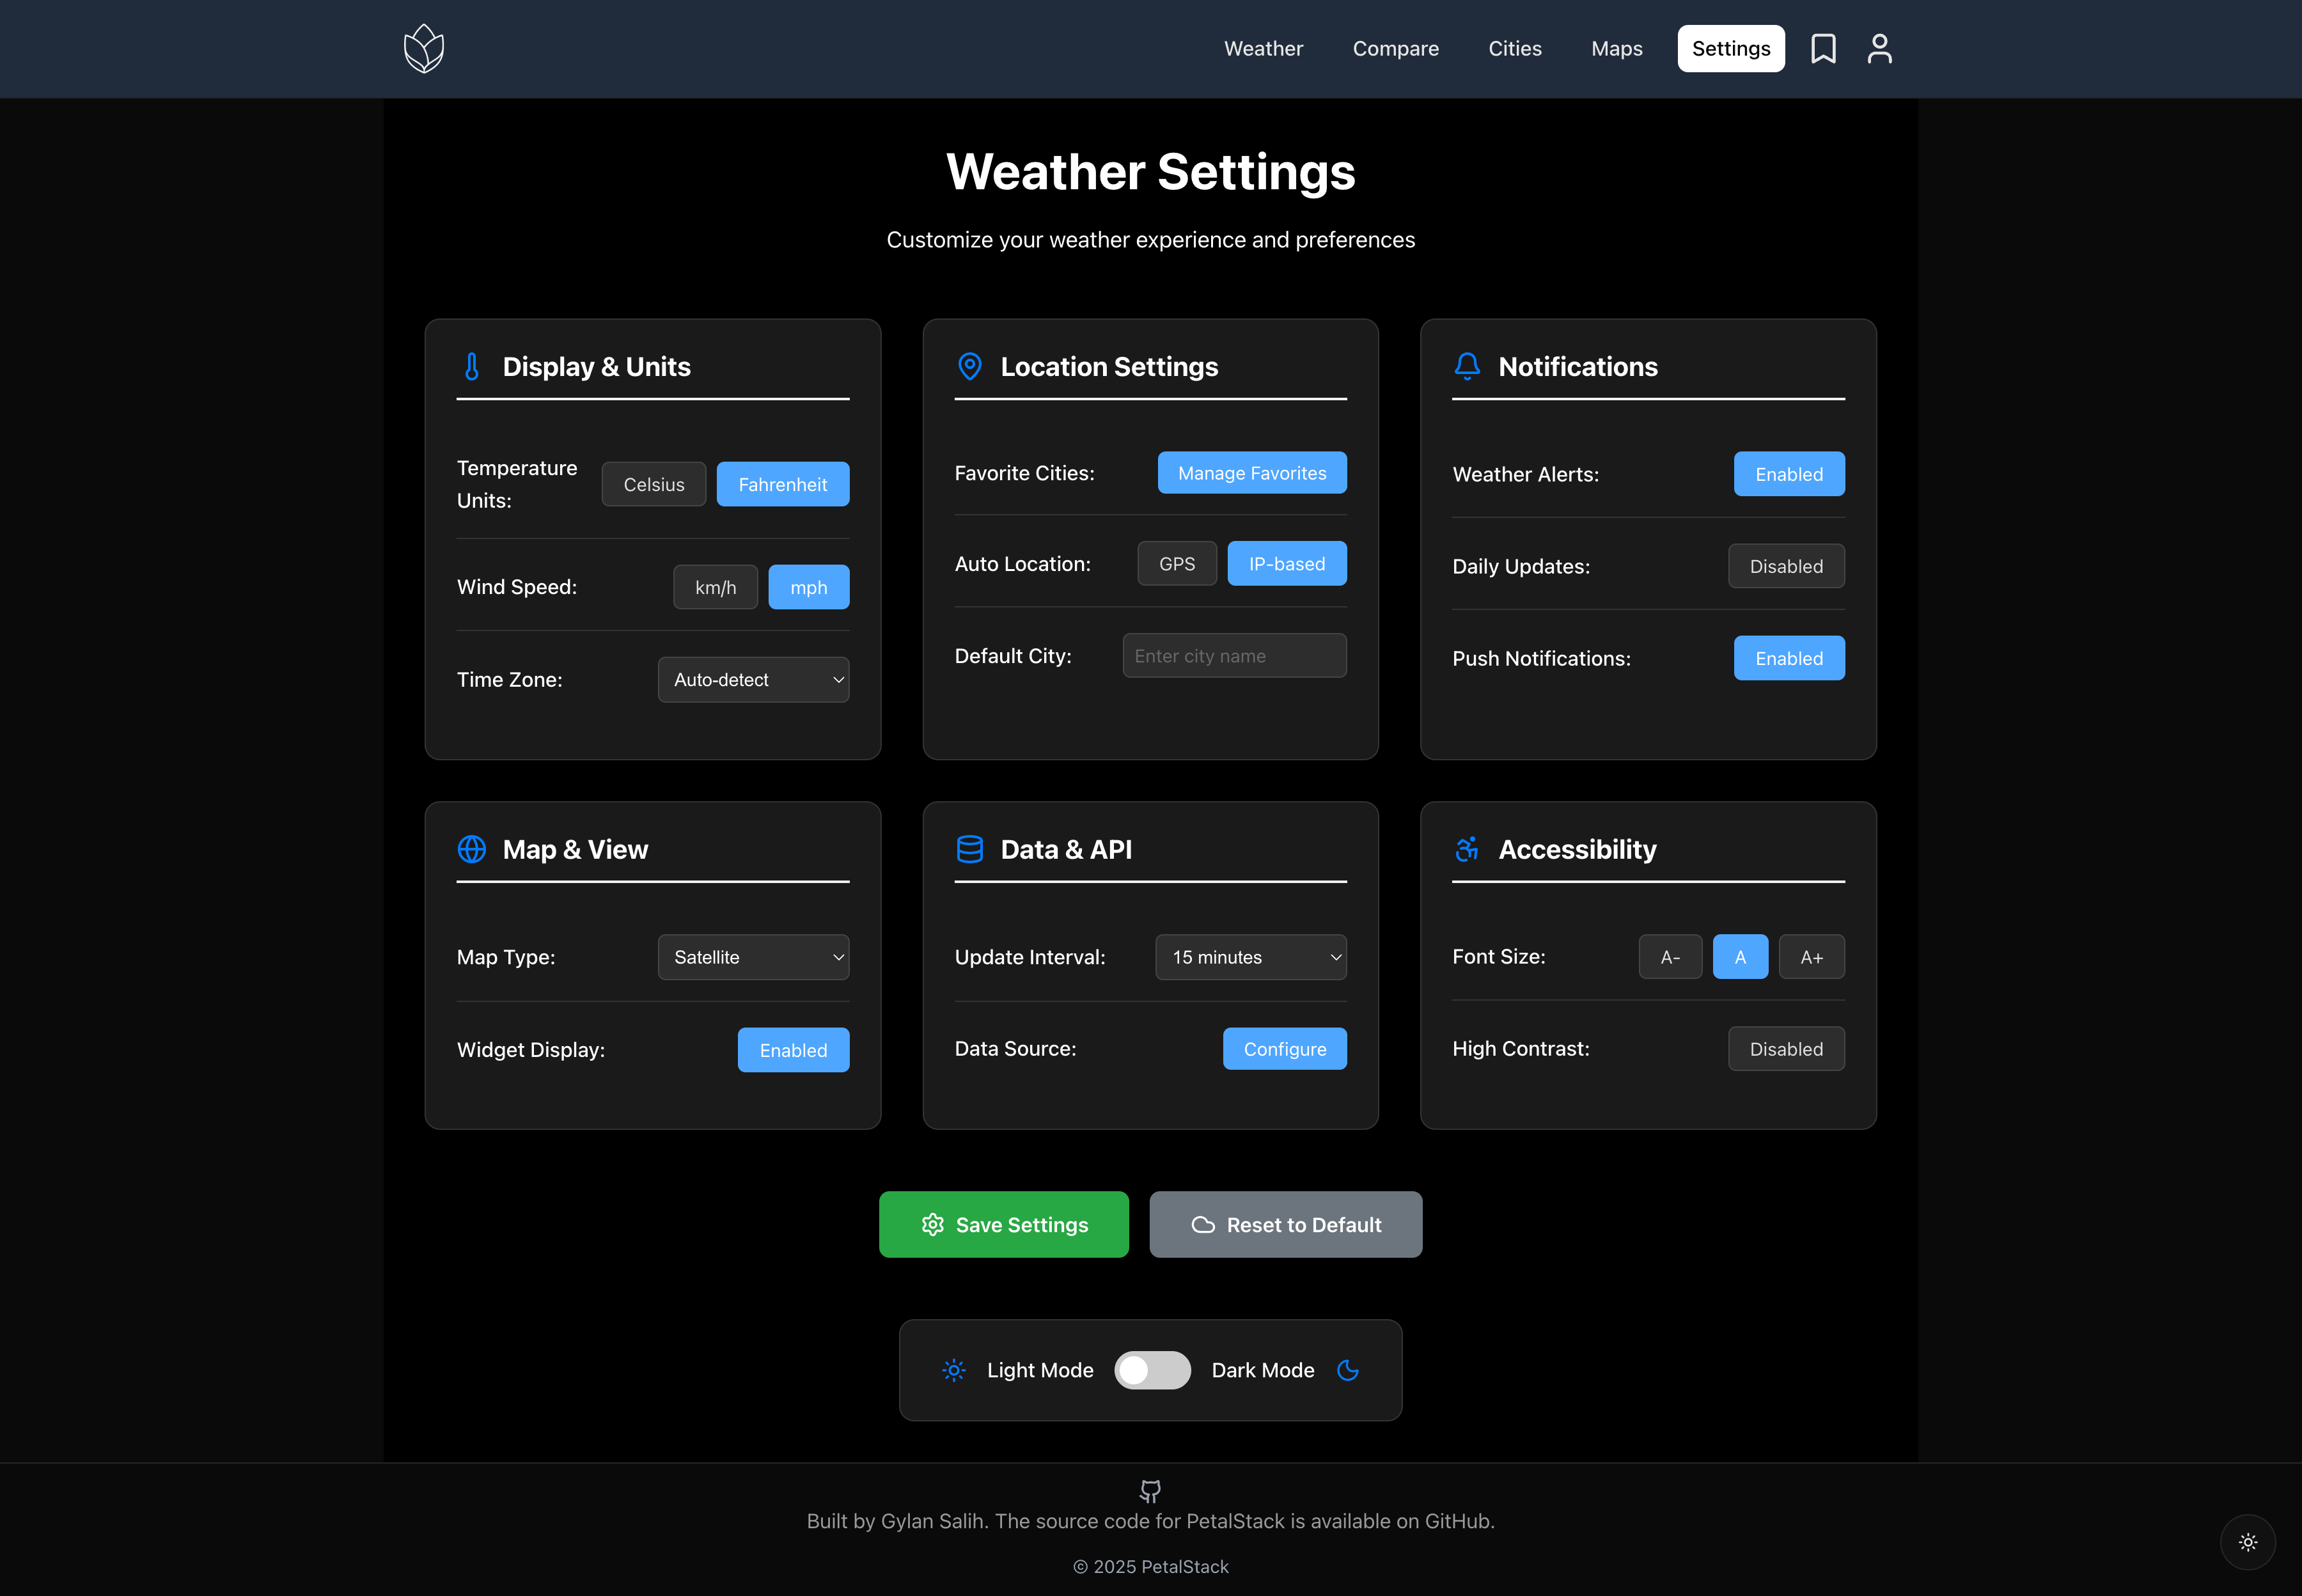 Weather
Compare
Cities
Maps
Settings
Weather Settings
Customize your weather experience and preferences
Display & Units
Temperature
Units:
Celsius
Fahrenheit
Wind Speed:
km/h
mph
Time Zone:
Auto-detect
Location Settings
Favorite Cities:
Manage Favorites
Auto Location:
GPS
IP-based
Default City:
Enter city name
Notifications
Weather Alerts:
Enabled
Daily Updates:
Disabled
Push Notifications:
Enabled
Map & View
Map Type:
Satellite
Widget Display:
Enabled
Data & API
Update Interval:
15 minutes
Data Source:
Configure
Accessibility
Font Size:
A-
A
A+
High Contrast:
Disabled
Save Settings
Reset to Default
Light Mode
Dark Mode
Built by Gylan Salih. The source code for PetalStack is available on GitHub.
© 2025 PetalStack